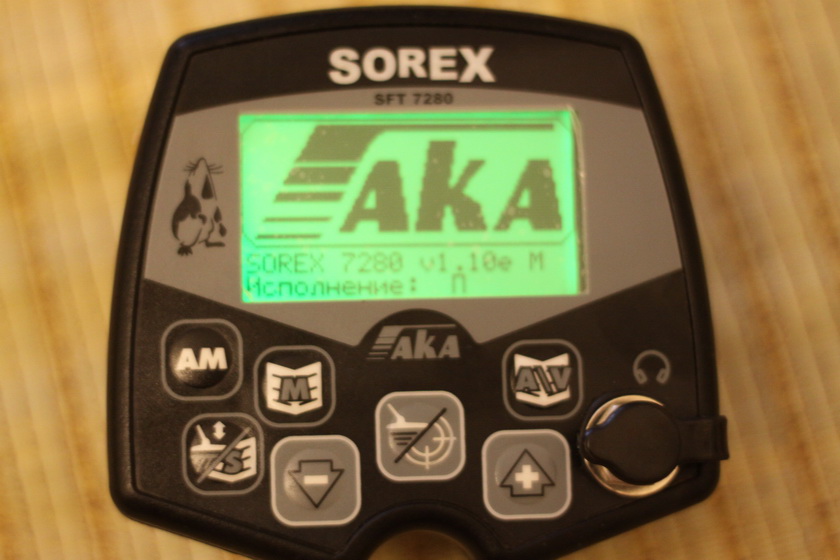 SOREX
SFT 7280
AKA
SOREX 7280 v1.10e M
Исполнение: П
AKA
AM
M
A\V
S